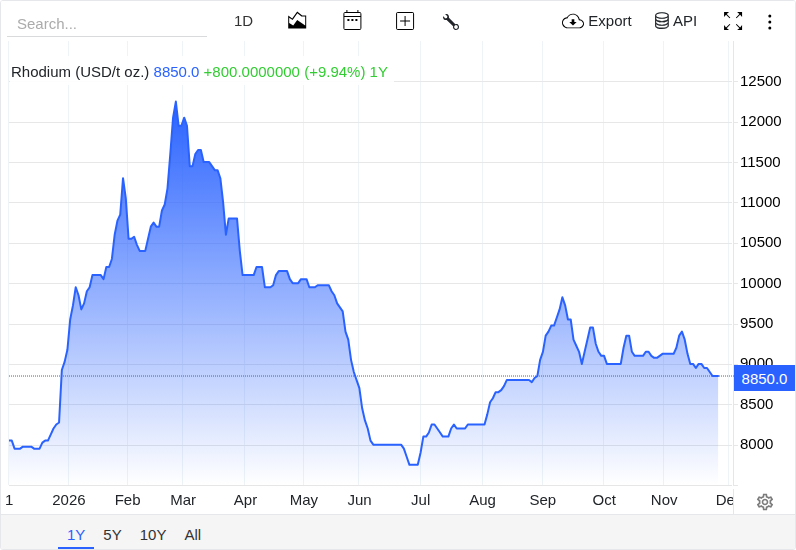 Search...
1D
Export
API
Rhodium (USD/t oz.) 8850.0 +800.0000000 (+9.94%) 1Y
12500
12000
11500
11000
10500
10000
9500
9000
8850.0
8500
8000
1 2026 Feb Mar Apr May Jun Jul Aug Sep Oct Nov De
1Y 5Y 10Y All